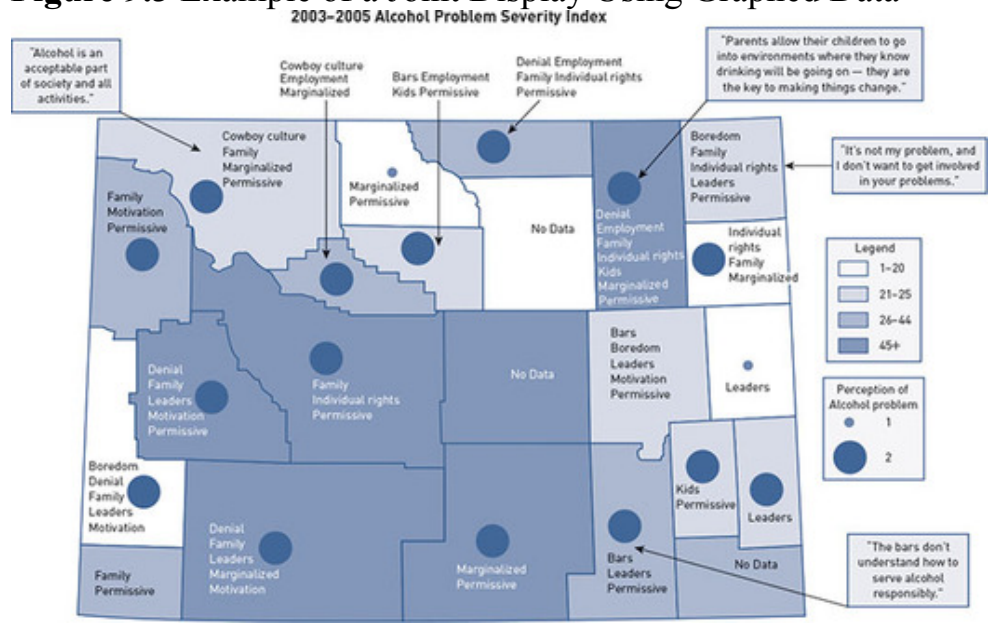 Figure 9.3 Example of a Joint Display Using Graphed Data
2003–2005 Alcohol Problem Severity Index
"Alcohol is an
acceptable part
of society and all
activities."
Cowboy culture
Employment
Marginalized
Bars Employment
Kids Permissive
Denial Employment
Family Individual rights
Permissive
"Parents allow their children to go
into environments where they know
drinking will be going on — they are
the key to making things change."
Cowboy culture
Family
Marginalized
Permissive
Marginalized
Permissive
Boredom
Family
Individual rights
Leaders
Permissive
"It's not my problem, and
I don't want to get involved
in your problems."
Family
Motivation
Permissive
No Data
Denial
Employment
Family
Individual rights
Kids
Marginalized
Permissive
Individual
rights
Family
Marginalized
Legend
1–20
21–25
26–44
45+
Denial
Family
Leaders
Motivation
Permissive
Family
Individual rights
Permissive
No Data
Bars
Boredom
Leaders
Motivation
Permissive
Leaders
Perception of
Alcohol problem
1
2
Boredom
Denial
Family
Leaders
Motivation
Kids
Permissive
Leaders
Denial
Family
Leaders
Marginalized
Motivation
Marginalized
Permissive
Bars
Leaders
Permissive
No Data
"The bars don't
understand how to
serve alcohol
responsibly."
Family
Permissive